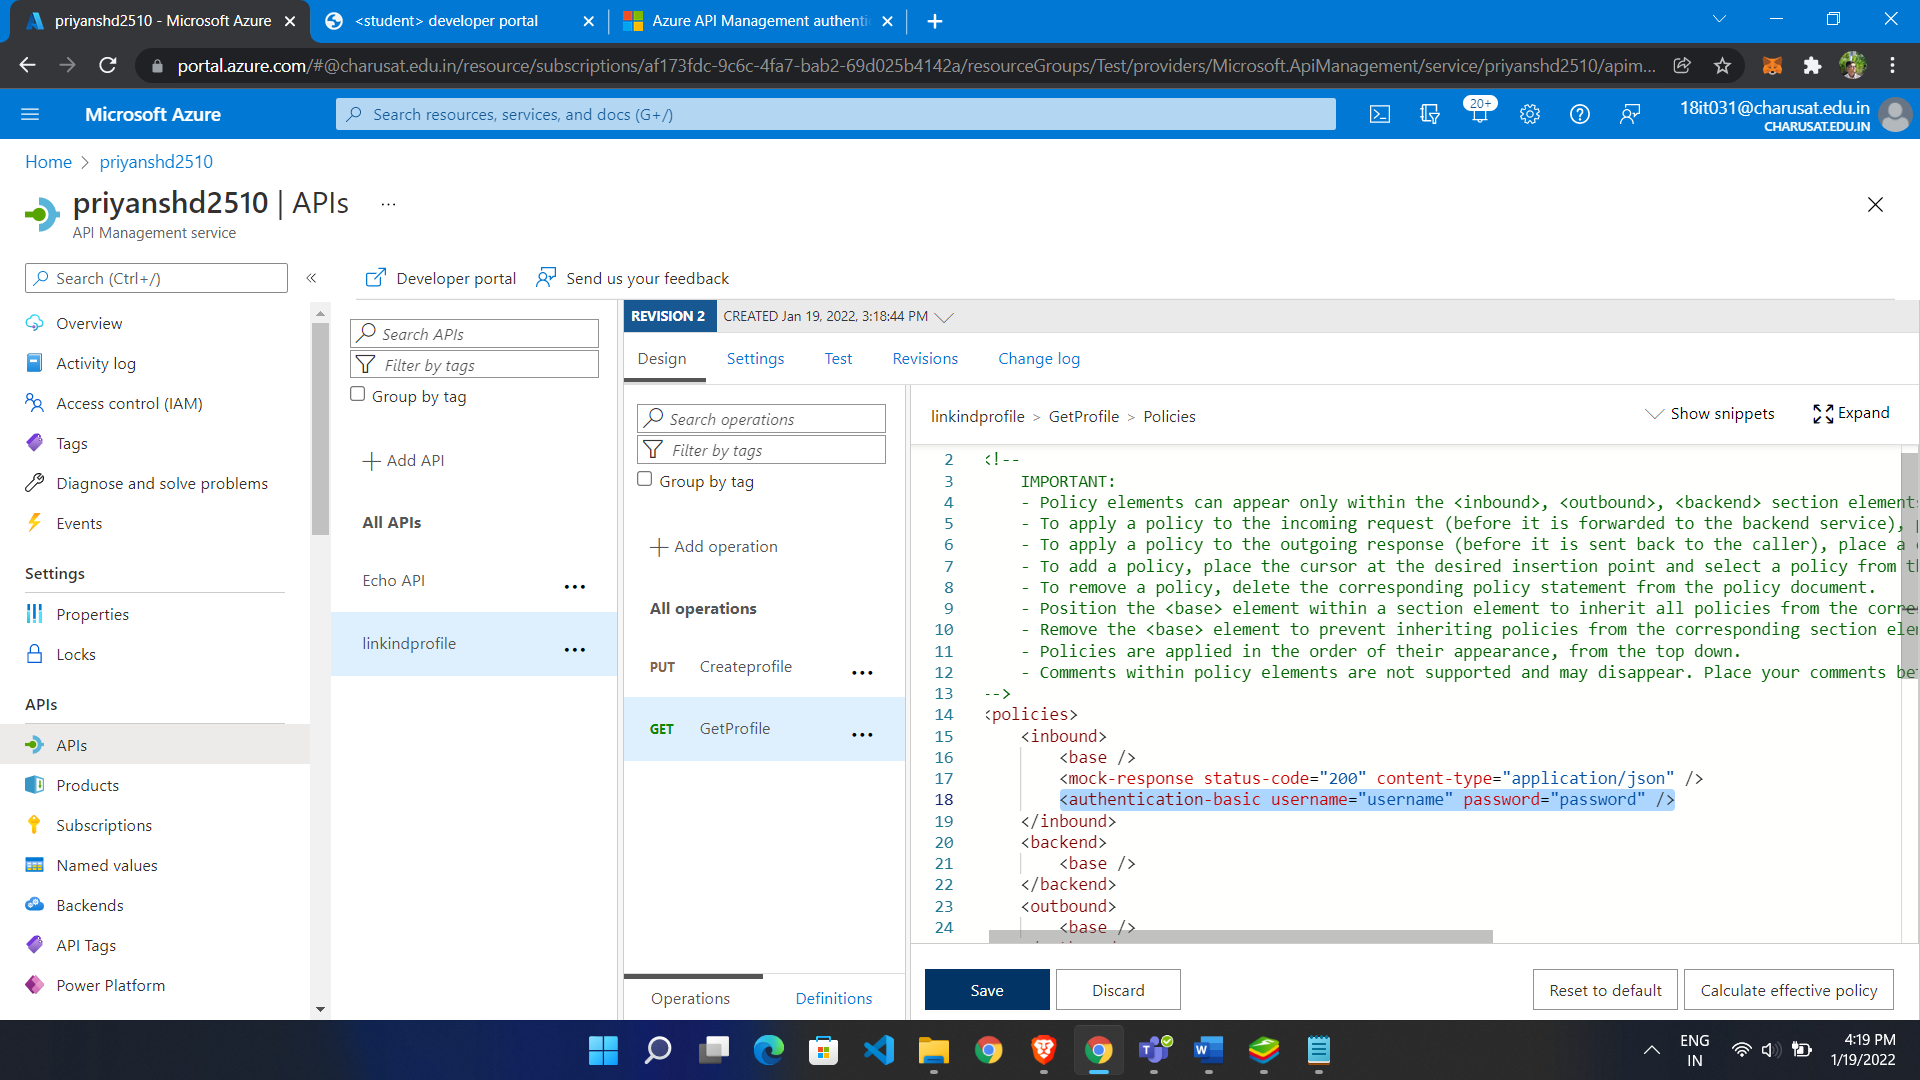 priyanshd2510 - Microsoft Azure
<student> developer portal
Azure API Management authenti
portal.azure.com/#@charusat.edu.in/resource/subscriptions/af173fdc-9c6c-4fa7-bab2-69d025b4142a/resourceGroups/Test/providers/Microsoft.ApiManagement/service/priyanshd2510/apim...
Microsoft Azure
Search resources, services, and docs (G+/)
20+
18it031@charusat.edu.in
CHARUSAT.EDU.IN
Home > priyanshd2510
priyanshd2510 | APIs ...
API Management service
Search (Ctrl+/)
«
Overview
Activity log
Access control (IAM)
Tags
Diagnose and solve problems
Events
Settings
Properties
Locks
APIs
APIs
Products
Subscriptions
Named values
Backends
API Tags
Power Platform
Developer portal
Send us your feedback
Search APIs
Filter by tags
Group by tag
Add API
All APIs
Echo API
linkindprofile
REVISION 2
CREATED Jan 19, 2022, 3:18:44 PM
Design
Settings
Test
Revisions
Change log
Search operations
Filter by tags
Group by tag
Add operation
All operations
PUT Createprofile
GET GetProfile
Operations
Definitions
linkindprofile > GetProfile > Policies
Show snippets
Expand
2 <!--
3 IMPORTANT:
4 - Policy elements can appear only within the <inbound>, <outbound>, <backend> section element
5 - To apply a policy to the incoming request (before it is forwarded to the backend service),
6 - To apply a policy to the outgoing response (before it is sent back to the caller), place a
7 - To add a policy, place the cursor at the desired insertion point and select a policy from
8 - To remove a policy, delete the corresponding policy statement from the policy document.
9 - Position the <base> element within a section element to inherit all policies from the corre
10 - Remove the <base> element to prevent inheriting policies from the corresponding section ele
11 - Policies are applied in the order of their appearance, from the top down.
12 - Comments within policy elements are not supported and may disappear. Place your comments be
13 -->
14 <policies>
15 <inbound>
16 <base />
17 <mock-response status-code="200" content-type="application/json" />
18 <authentication-basic username="username" password="password" />
19 </inbound>
20 <backend>
21 <base />
22 </backend>
23 <outbound>
24 <base />
Save
Discard
Reset to default
Calculate effective policy
ENG
IN
4:19 PM
1/19/2022